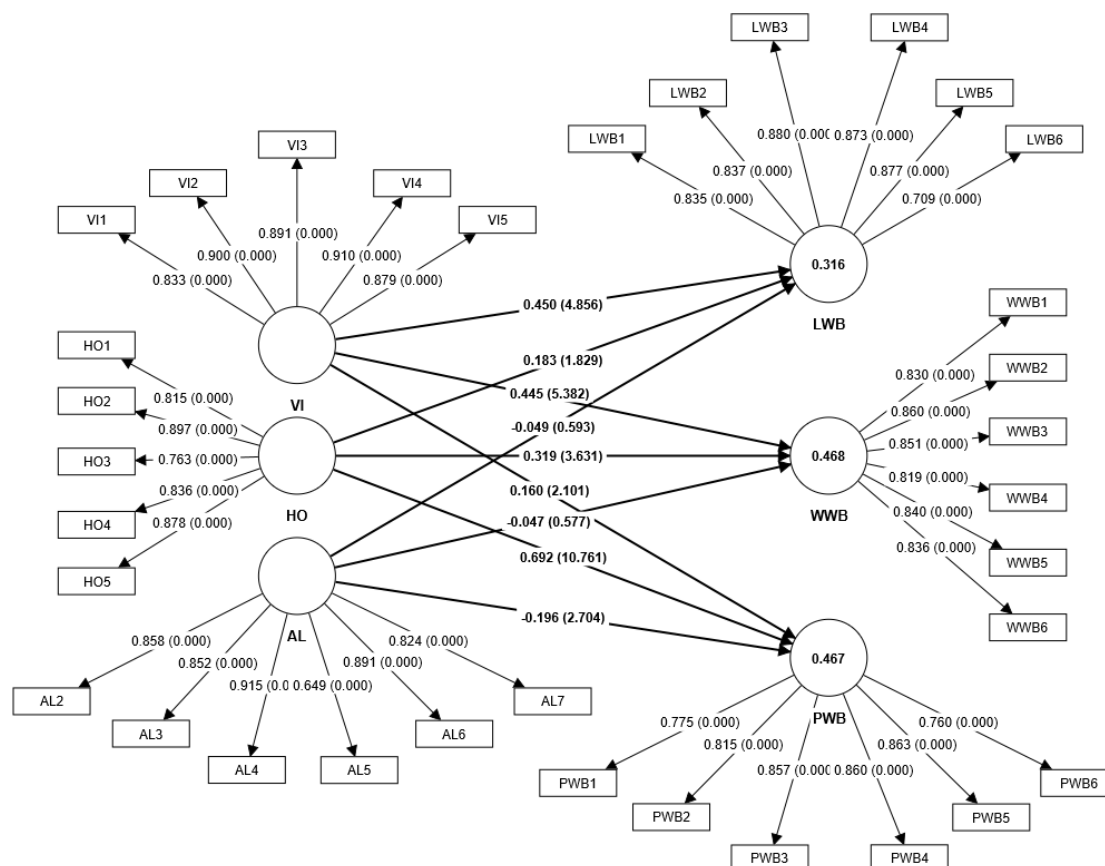 LWB3
LWB4
LWB2
LWB5
LWB1
LWB6
0.880 (0.000
0.873 (0.000)
0.837 (0.000)
0.877 (0.000)
0.835 (0.000)
0.709 (0.000)
0.316
LWB
VI3
VI2
VI4
VI1
VI5
0.891 (0.000)
0.900 (0.000)
0.910 (0.000)
0.833 (0.000)
0.879 (0.000)
VI
HO1
HO2
HO3
HO4
HO5
0.815 (0.000)
0.897 (0.000)
0.763 (0.000)
0.836 (0.000)
0.878 (0.000)
HO
0.450 (4.856)
0.183 (1.829)
0.445 (5.382)
-0.049 (0.593)
0.319 (3.631)
0.160 (2.101)
-0.047 (0.577)
0.692 (10.761)
-0.196 (2.704)
WWB1
WWB2
WWB3
WWB4
WWB5
WWB6
0.830 (0.000)
0.860 (0.000)
0.851 (0.000)
0.819 (0.000)
0.840 (0.000)
0.836 (0.000)
0.468
WWB
AL
0.858 (0.000)
0.852 (0.000)
0.915 (0.0
0.649 (0.000)
0.891 (0.000)
0.824 (0.000)
AL2
AL3
AL4
AL5
AL6
AL7
0.467
PWB
0.775 (0.000)
0.815 (0.000)
0.857 (0.000
0.860 (0.000)
0.863 (0.000)
0.760 (0.000)
PWB1
PWB2
PWB3
PWB4
PWB5
PWB6